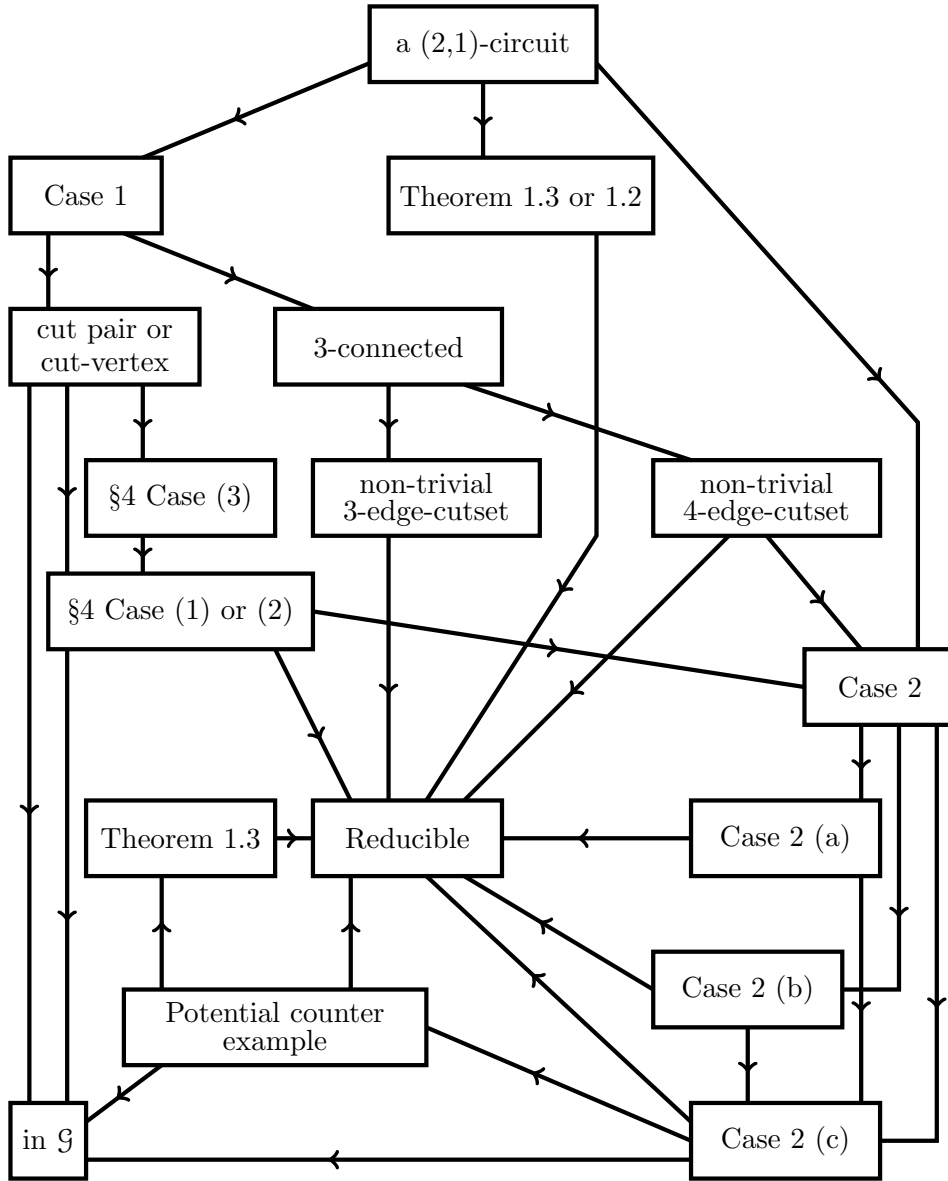 a (2,1)-circuit
Case 1
Theorem 1.3 or 1.2
cut pair or
cut-vertex
3-connected
§4 Case (3)
non-trivial
3-edge-cutset
non-trivial
4-edge-cutset
§4 Case (1) or (2)
Case 2
Theorem 1.3
Reducible
Case 2 (a)
Case 2 (b)
Potential counter
example
in 𝒢
Case 2 (c)